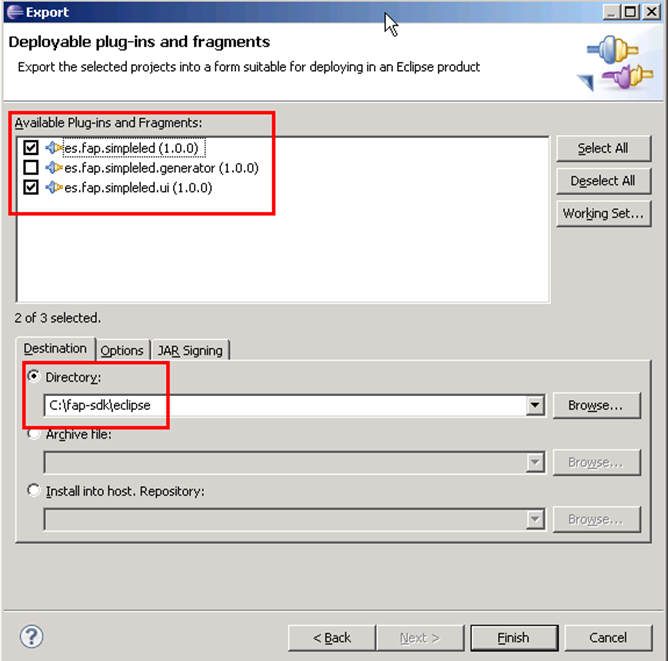 Export
Deployable plug-ins and fragments
Export the selected projects into a form suitable for deploying in an Eclipse product
Available Plug-ins and Fragments:
es.fap.simpleled (1.0.0)
es.fap.simpleled.generator (1.0.0)
es.fap.simpleled.ui (1.0.0)
Select All
Deselect All
Working Set...
2 of 3 selected.
Destination Options JAR Signing
Directory:
C:\fap-sdk\eclipse Browse...
Archive file:
Browse...
Install into host. Repository:
Browse...
? < Back Next > Finish Cancel